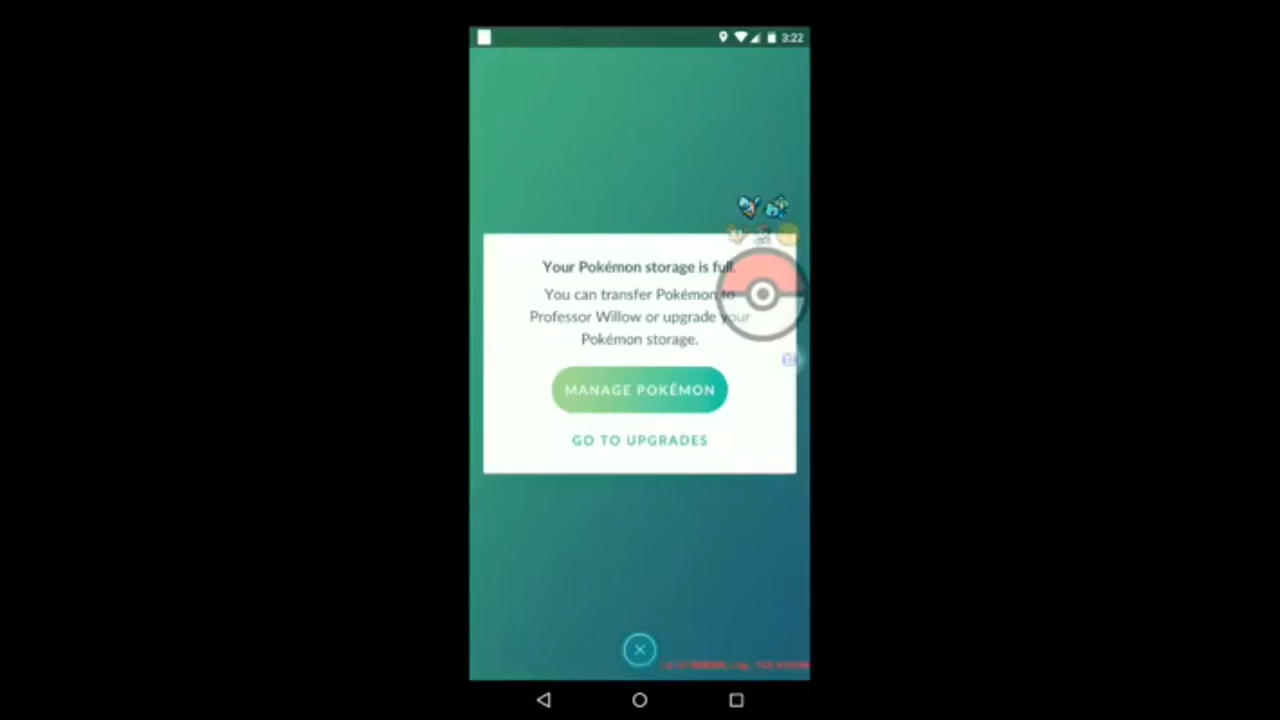 3:22
Your Pokémon storage is full.
You can transfer Pokémon to
Professor Willow or upgrade your
Pokémon storage.
MANAGE POKÉMON
GO TO UPGRADES